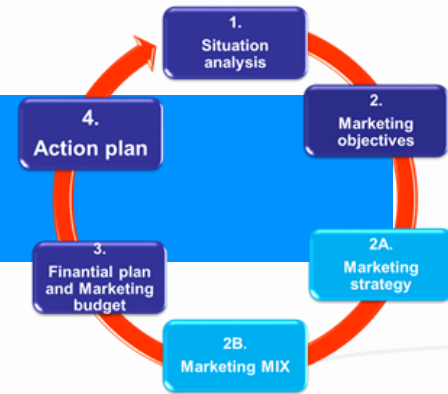 1.
Situation
analysis
2.
Marketing
objectives
2A.
Marketing
strategy
2B.
Marketing MIX
3.
Finantial plan
and Marketing
budget
4.
Action plan